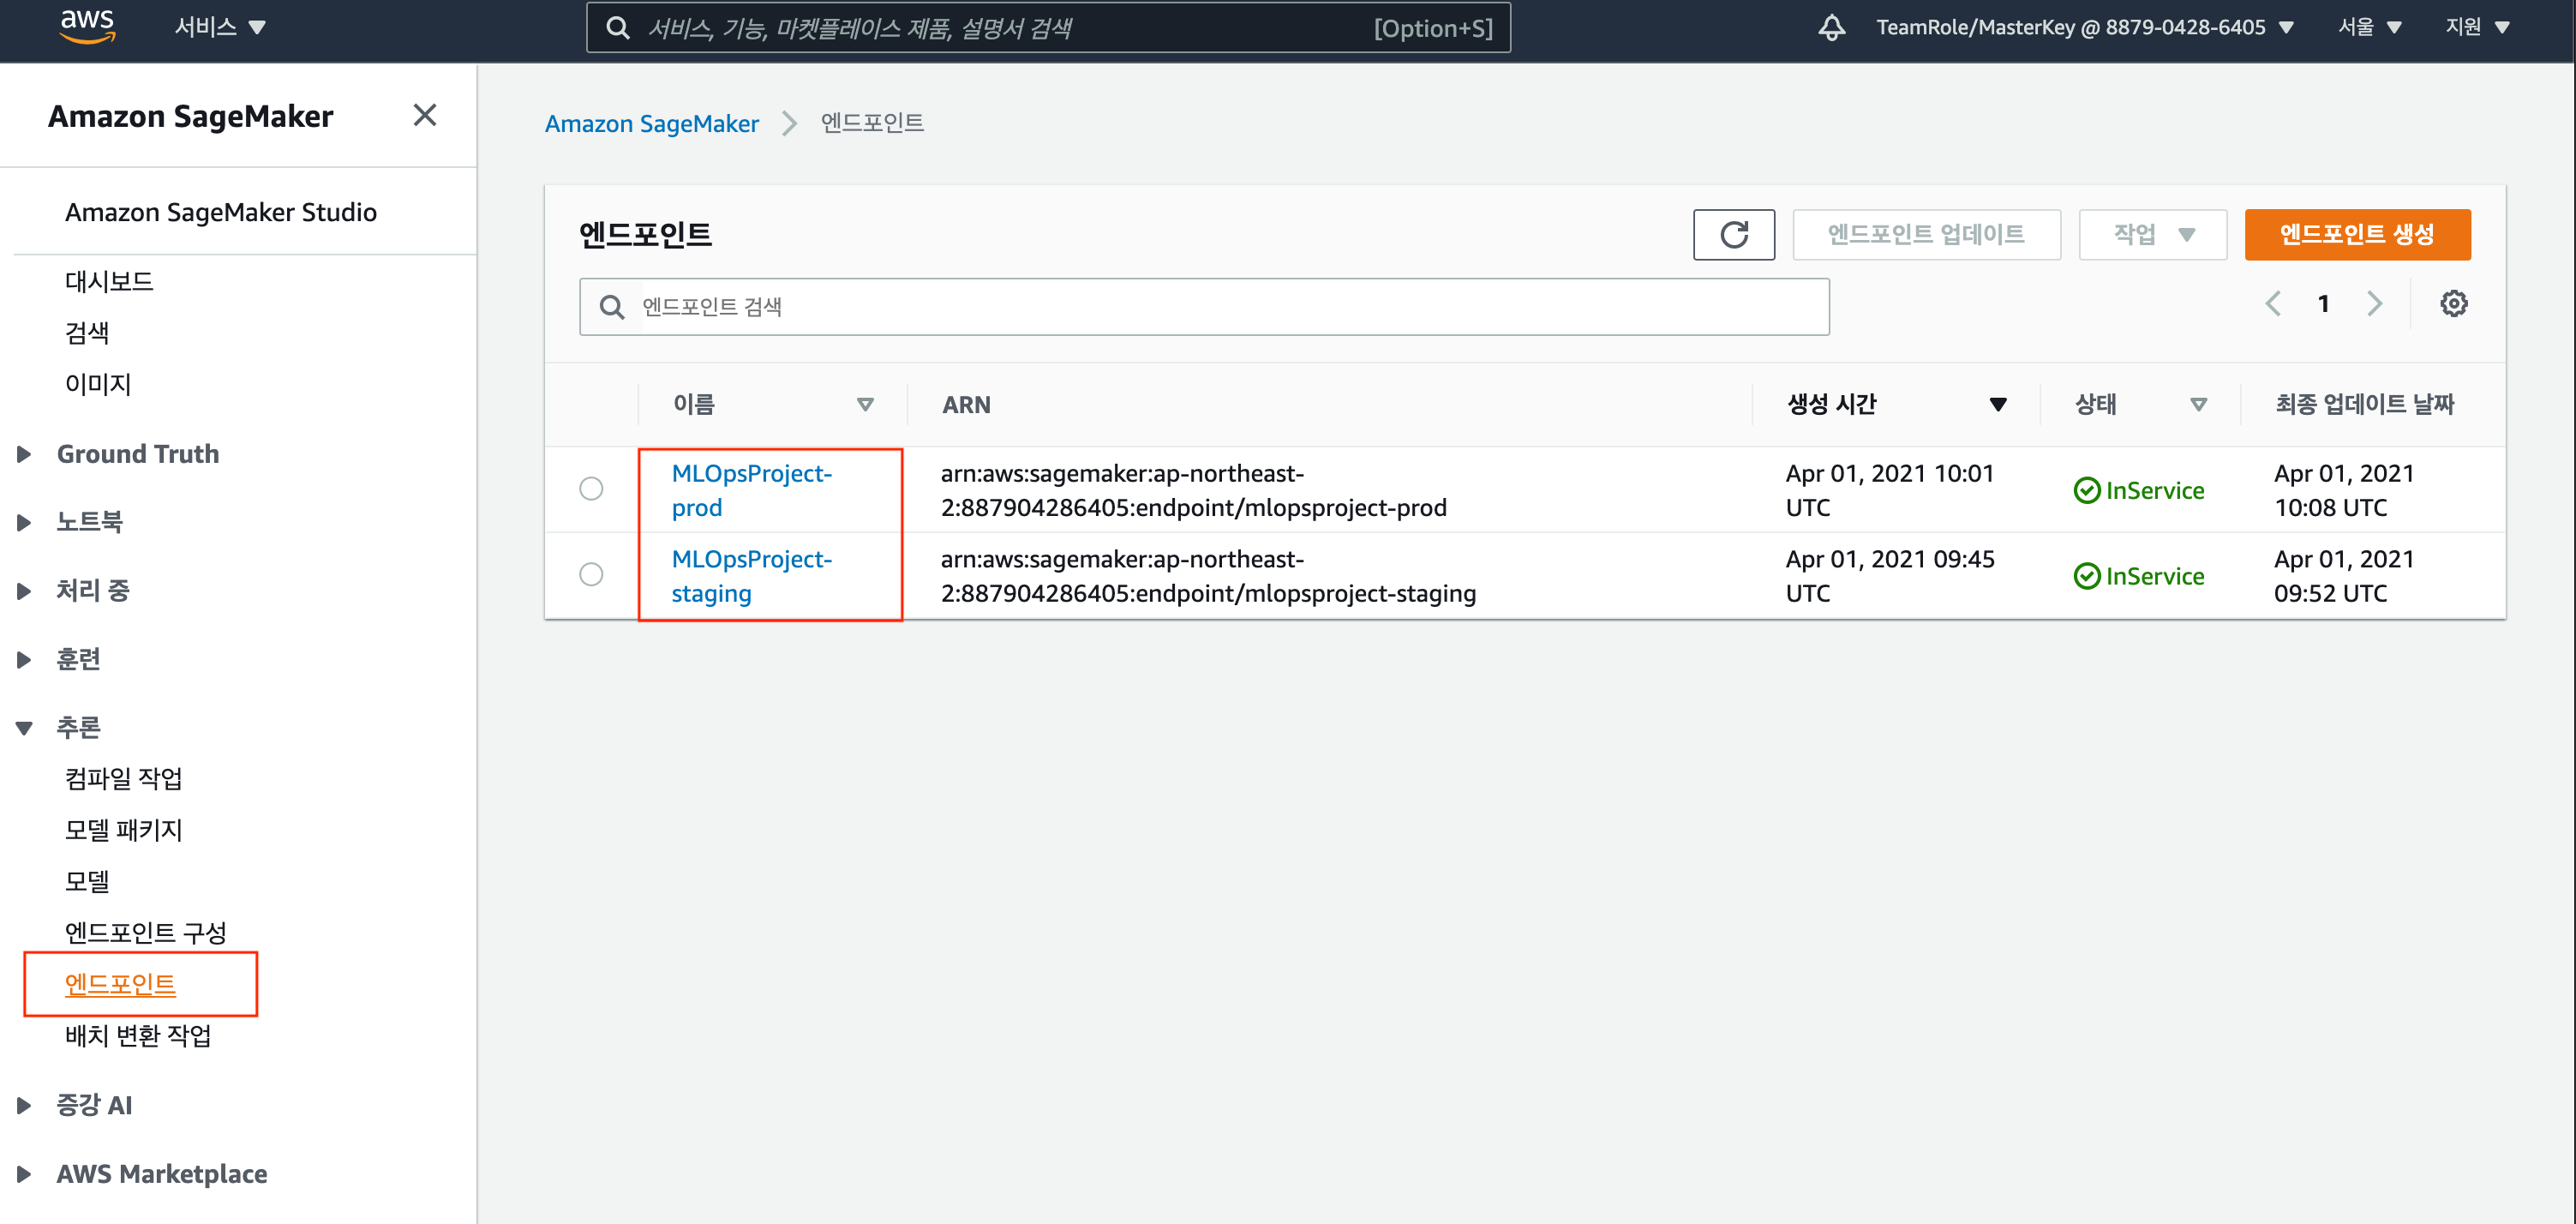 aws
서비스
서비스, 기능, 마켓플레이스 제품, 설명서 검색
[Option+S]
TeamRole/MasterKey @ 8879-0428-6405
서울
지원
Amazon SageMaker
Amazon SageMaker Studio
대시보드
검색
이미지
Ground Truth
노트북
처리 중
훈련
추론
컴파일 작업
모델 패키지
모델
엔드포인트 구성
엔드포인트
배치 변환 작업
증강 AI
AWS Marketplace
Amazon SageMaker
엔드포인트
엔드포인트
엔드포인트 업데이트
작업
엔드포인트 생성
엔드포인트 검색
1
이름
ARN
생성 시간
상태
최종 업데이트 날짜
MLOpsProject-
prod
arn:aws:sagemaker:ap-northeast-
2:887904286405:endpoint/mlopsproject-prod
Apr 01, 2021 10:01
UTC
InService
Apr 01, 2021
10:08 UTC
MLOpsProject-
staging
arn:aws:sagemaker:ap-northeast-
2:887904286405:endpoint/mlopsproject-staging
Apr 01, 2021 09:45
UTC
InService
Apr 01, 2021
09:52 UTC